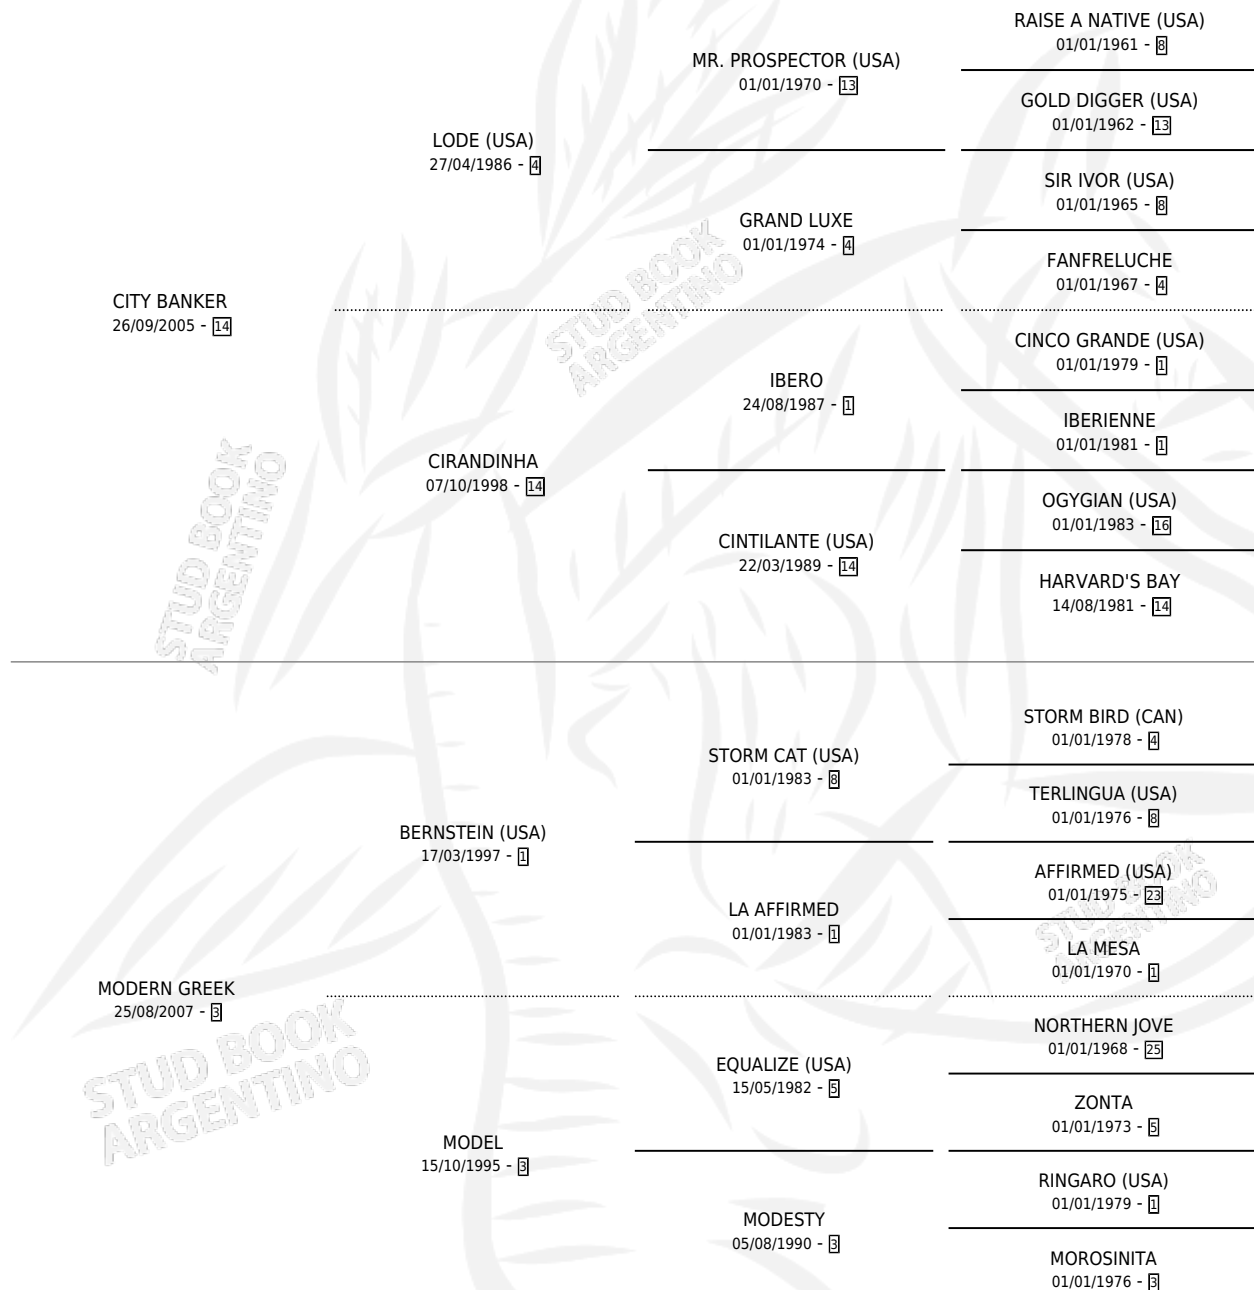 RAISE A NATIVE (USA)
01/01/1961 - 8
MR. PROSPECTOR (USA)
01/01/1970 - 13
GOLD DIGGER (USA)
01/01/1962 - 13
LODE (USA)
27/04/1986 - 4
SIR IVOR (USA)
01/01/1965 - 8
GRAND LUXE
01/01/1974 - 4
FANFRELUCHE
01/01/1967 - 4
CITY BANKER
26/09/2005 - 14
CINCO GRANDE (USA)
01/01/1979 - 1
IBERO
24/08/1987 - 1
IBERIENNE
01/01/1981 - 1
CIRANDINHA
07/10/1998 - 14
OGYGIAN (USA)
01/01/1983 - 16
CINTILANTE (USA)
22/03/1989 - 14
HARVARD'S BAY
14/08/1981 - 14
STORM BIRD (CAN)
01/01/1978 - 4
STORM CAT (USA)
01/01/1983 - 8
TERLINGUA (USA)
01/01/1976 - 8
BERNSTEIN (USA)
17/03/1997 - 1
AFFIRMED (USA)
01/01/1975 - 23
LA AFFIRMED
01/01/1983 - 1
LA MESA
01/01/1970 - 1
MODERN GREEK
25/08/2007 - 3
NORTHERN JOVE
01/01/1968 - 25
EQUALIZE (USA)
15/05/1982 - 5
ZONTA
01/01/1973 - 5
MODEL
15/10/1995 - 3
RINGARO (USA)
01/01/1979 - 1
MODESTY
05/08/1990 - 3
MOROSINITA
01/01/1976 - 3
STUD BOOK
ARGENTINO
STUD BOOK
ARGENTINO
STUD BOOK
ARGENTINO
STUD BOOK
ARGENTINO